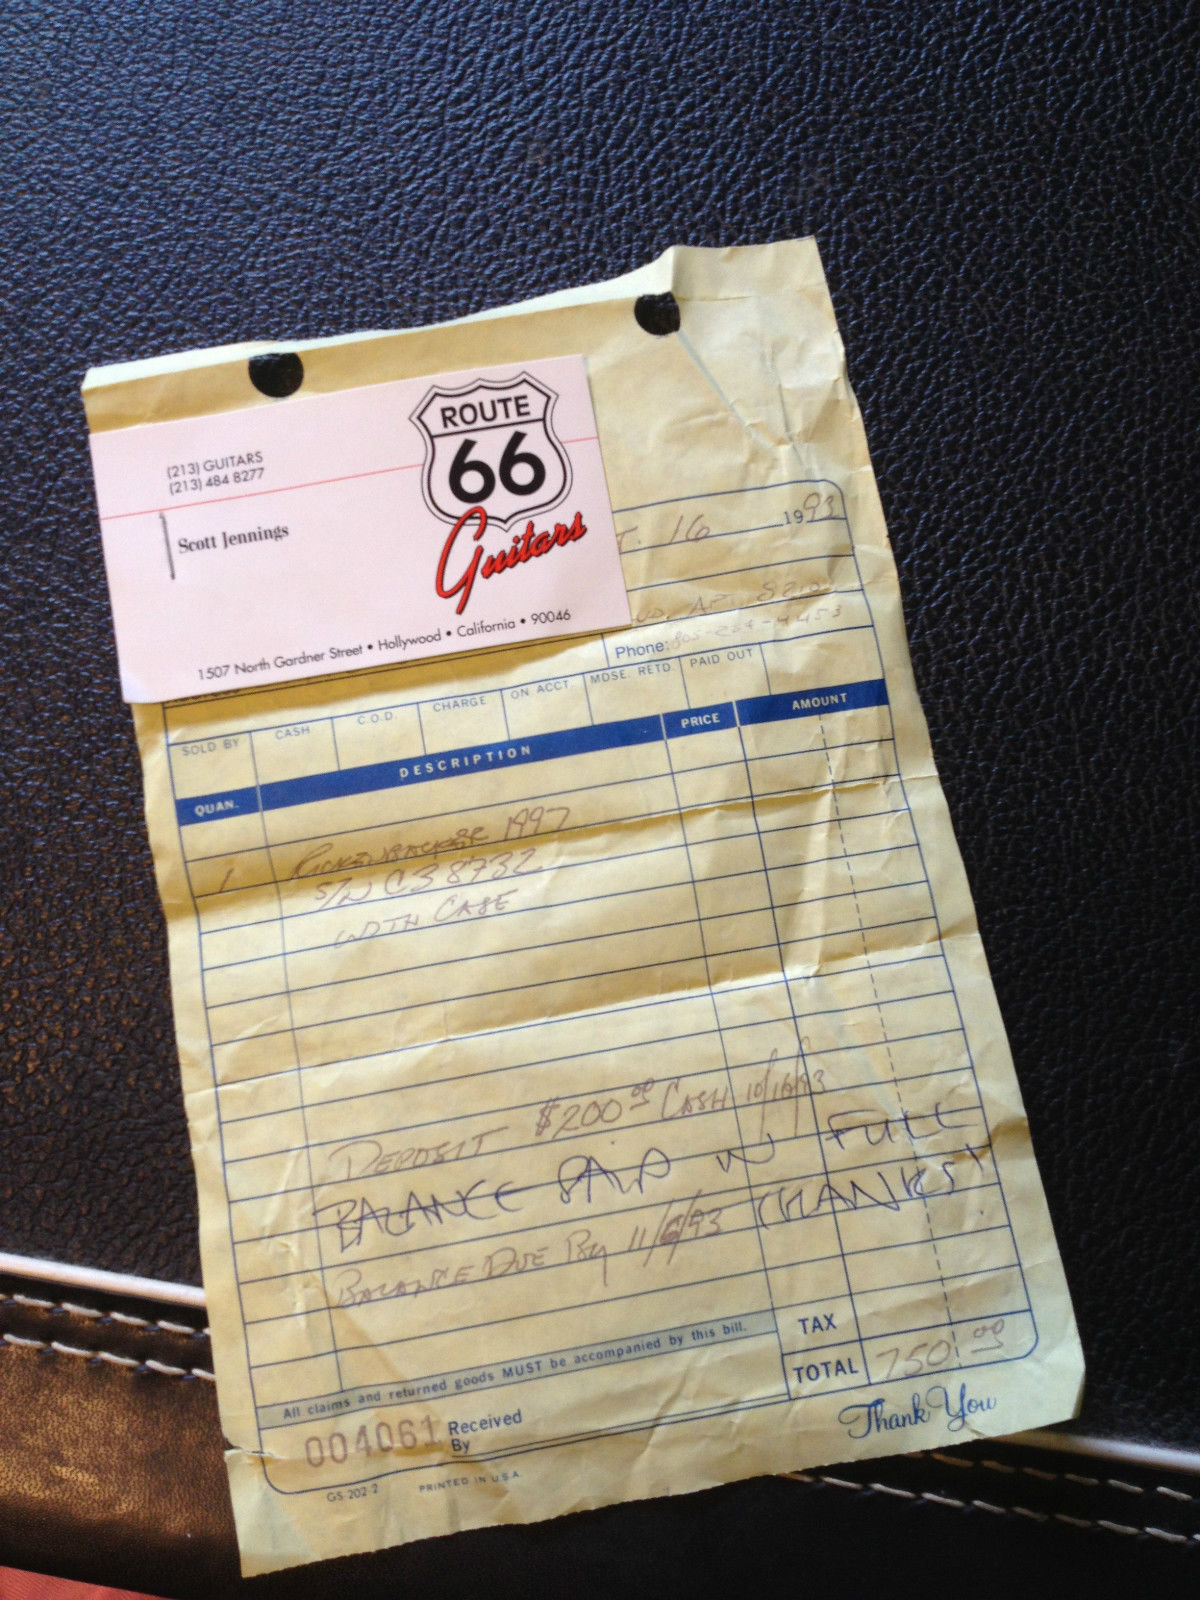 (213) GUITARS
(213) 484 8277
Scott Jennings
ROUTE
66
Guitars
1507 North Gardner Street • Hollywood • California • 90046
T. 16 1993
Phone: 805-
SOLD BY CASH C.O.D. CHARGE ON ACCT. MDSE. RETD. PAID OUT
QUAN. DESCRIPTION PRICE AMOUNT
1 RICKENBACKER 1997
S/N C3 8732
WITH CASE
DEPOSIT $200.00 CASH 10/16/93
BALANCE PAID IN FULL
THANKS!
BALANCE DUE By 11/6/93
TAX
All claims and returned goods MUST be accompanied by this bill.
TOTAL 750.00
004061 Received By
Thank You
GS 202 2 PRINTED IN U.S.A.